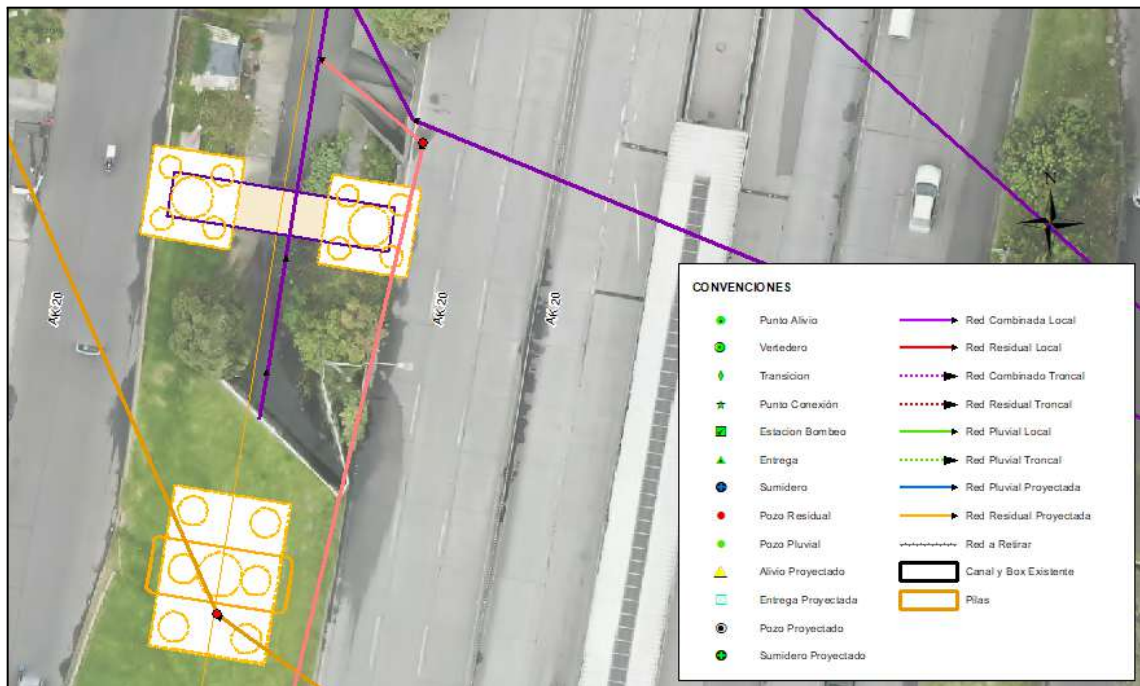 N
AK 20
AK 20
AK 20
CONVENCIONES
Punto Alivio
Vertedero
Transicion
Punto Conexión
Estacion Bombeo
Entrega
Sumidero
Pozo Residual
Pozo Pluvial
Alivio Proyectado
Entrega Proyectada
Pozo Proyectado
Sumidero Proyectado
Red Combinada Local
Red Residual Local
Red Combinado Troncal
Red Residual Troncal
Red Pluvial Local
Red Pluvial Troncal
Red Pluvial Proyectada
Red Residual Proyectada
Red a Retirar
Canal y Box Existente
Pilas